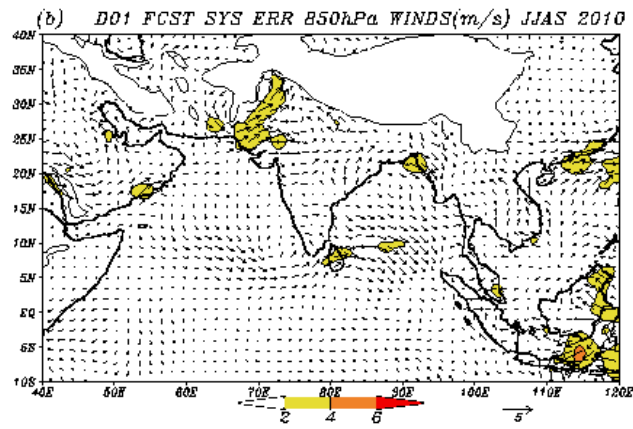 (b) D01 FCST SYS ERR 850hPa WINDS(m/s) JJAS 2010
40N
35N
30N
25N
20N
15N
10N
5N
EQ
5S
10S
40E 50E 60E 70E 80E 90E 100E 110E 120E
2 4 6
5